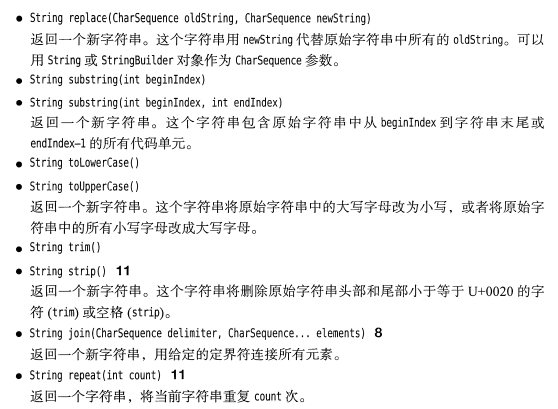 ● String replace(CharSequence oldString, CharSequence newString)
返回一个新字符串。这个字符串用 newString 代替原始字符串中所有的 oldString。可以
用 String 或 StringBuilder 对象作为 CharSequence 参数。
● String substring(int beginIndex)
● String substring(int beginIndex, int endIndex)
返回一个新字符串。这个字符串包含原始字符串中从 beginIndex 到字符串末尾或
endIndex–1 的所有代码单元。
● String toLowerCase()
● String toUpperCase()
返回一个新字符串。这个字符串将原始字符串中的大写字母改为小写，或者将原始字
符串中的所有小写字母改成大写字母。
● String trim()
● String strip() 11
返回一个新字符串。这个字符串将删除原始字符串头部和尾部小于等于 U+0020 的字
符 (trim) 或空格 (strip)。
● String join(CharSequence delimiter, CharSequence... elements) 8
返回一个新字符串，用给定的定界符连接所有元素。
● String repeat(int count) 11
返回一个字符串，将当前字符串重复 count 次。